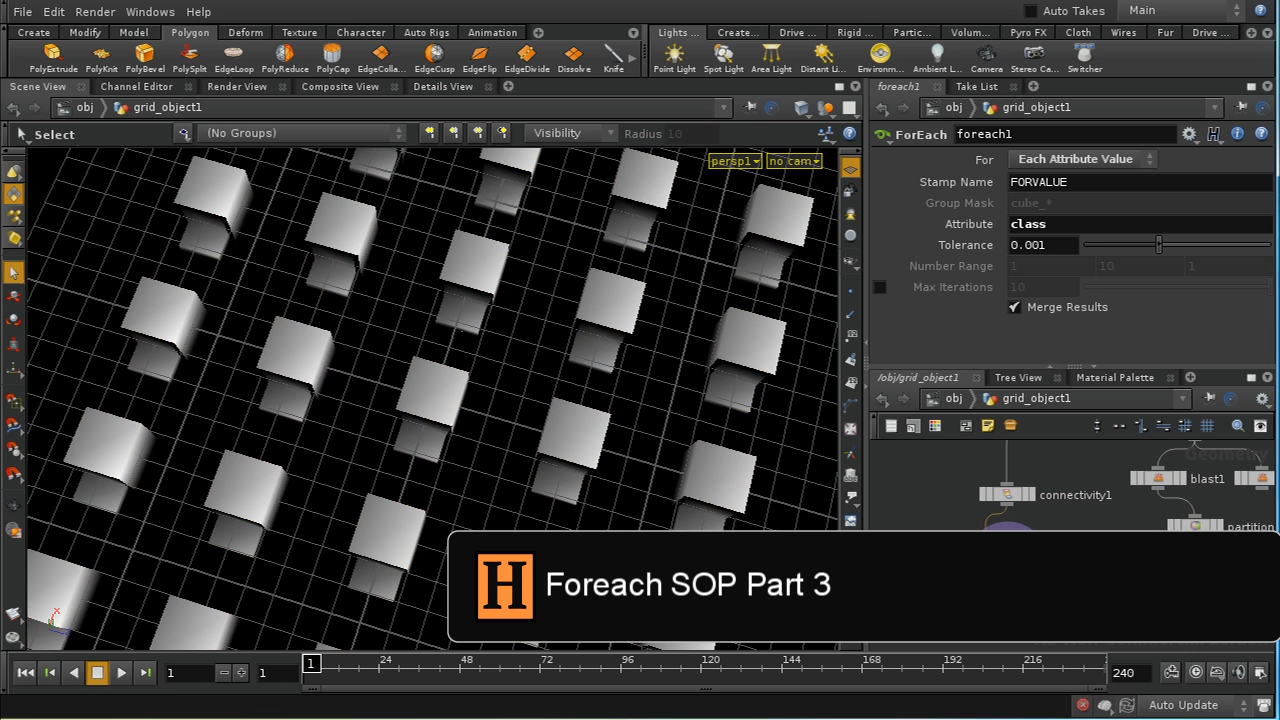 File Edit Render Windows Help Auto Takes Main
Create Modify Model Polygon Deform Texture Character Auto Rigs Animation Lights ... Create... Drive ... Rigid ... Partic... Volum... Pyro FX Cloth Wires Fur Drive ...
PolyExtrude PolyKnit PolyBevel PolySplit EdgeLoop PolyReduce PolyCap EdgeColla... EdgeCusp EdgeFlip EdgeDivide Dissolve Knife Point Light Spot Light Area Light Distant Li... Environm... Ambient L... Camera Stereo Ca... Switcher
Scene View Channel Editor Render View Composite View Details View foreach1 Take List
obj grid_object1 obj grid_object1
Select (No Groups) Visibility Radius 10 ForEach foreach1
persp1 no cam
For Each Attribute Value
Stamp Name FORVALUE
Group Mask cube_*
Attribute class
Tolerance 0.001
Number Range 1 10 1
Max Iterations 10
Merge Results
/obj/grid_object1 Tree View Material Palette
obj grid_object1
Geometry
blast1
connectivity1
partition
H Foreach SOP Part 3
1 1 1 24 48 72 96 120 144 168 192 216 240
Auto Update